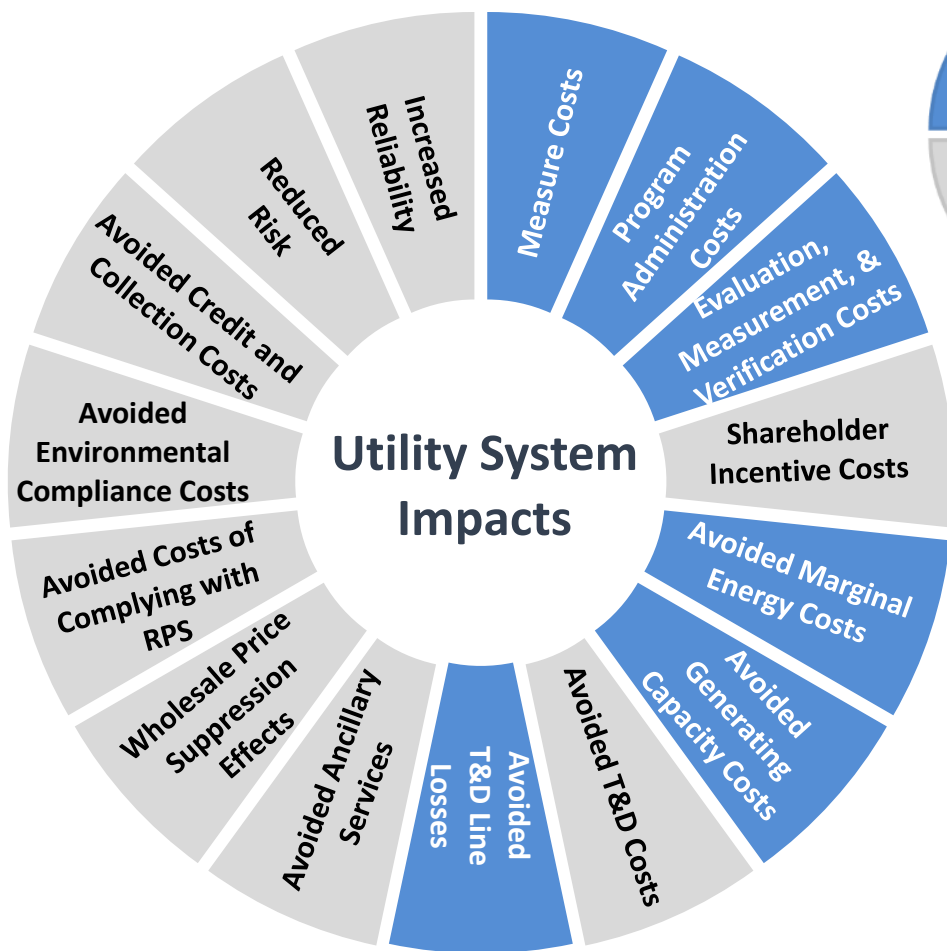 Utility System
Impacts
Measure Costs
Program
Administration
Costs
Evaluation,
Measurement, &
Verification Costs
Shareholder
Incentive Costs
Avoided Marginal
Energy Costs
Avoided
Generating
Capacity Costs
Avoided T&D Costs
Avoided
T&D Line
Losses
Avoided Ancillary
Services
Wholesale Price
Suppression
Effects
Avoided Costs of
Complying with
RPS
Avoided
Environmental
Compliance Costs
Avoided Credit and
Collection Costs
Reduced
Risk
Increased
Reliability